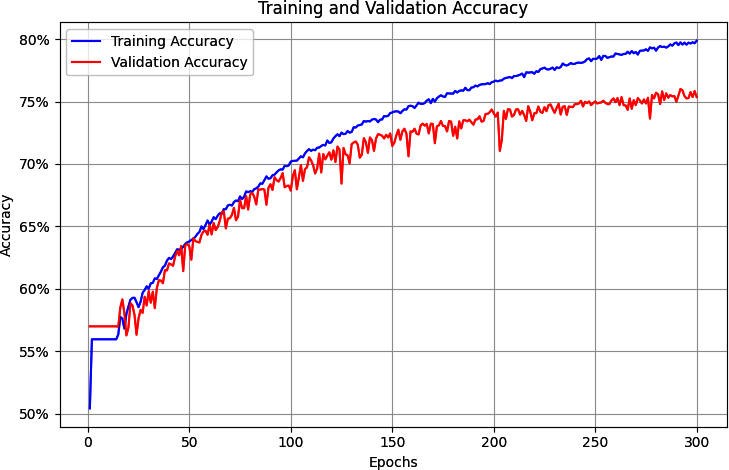 Training and Validation Accuracy
Training Accuracy
Validation Accuracy
80%
75%
70%
65%
60%
55%
50%
Accuracy
0 50 100 150 200 250 300
Epochs